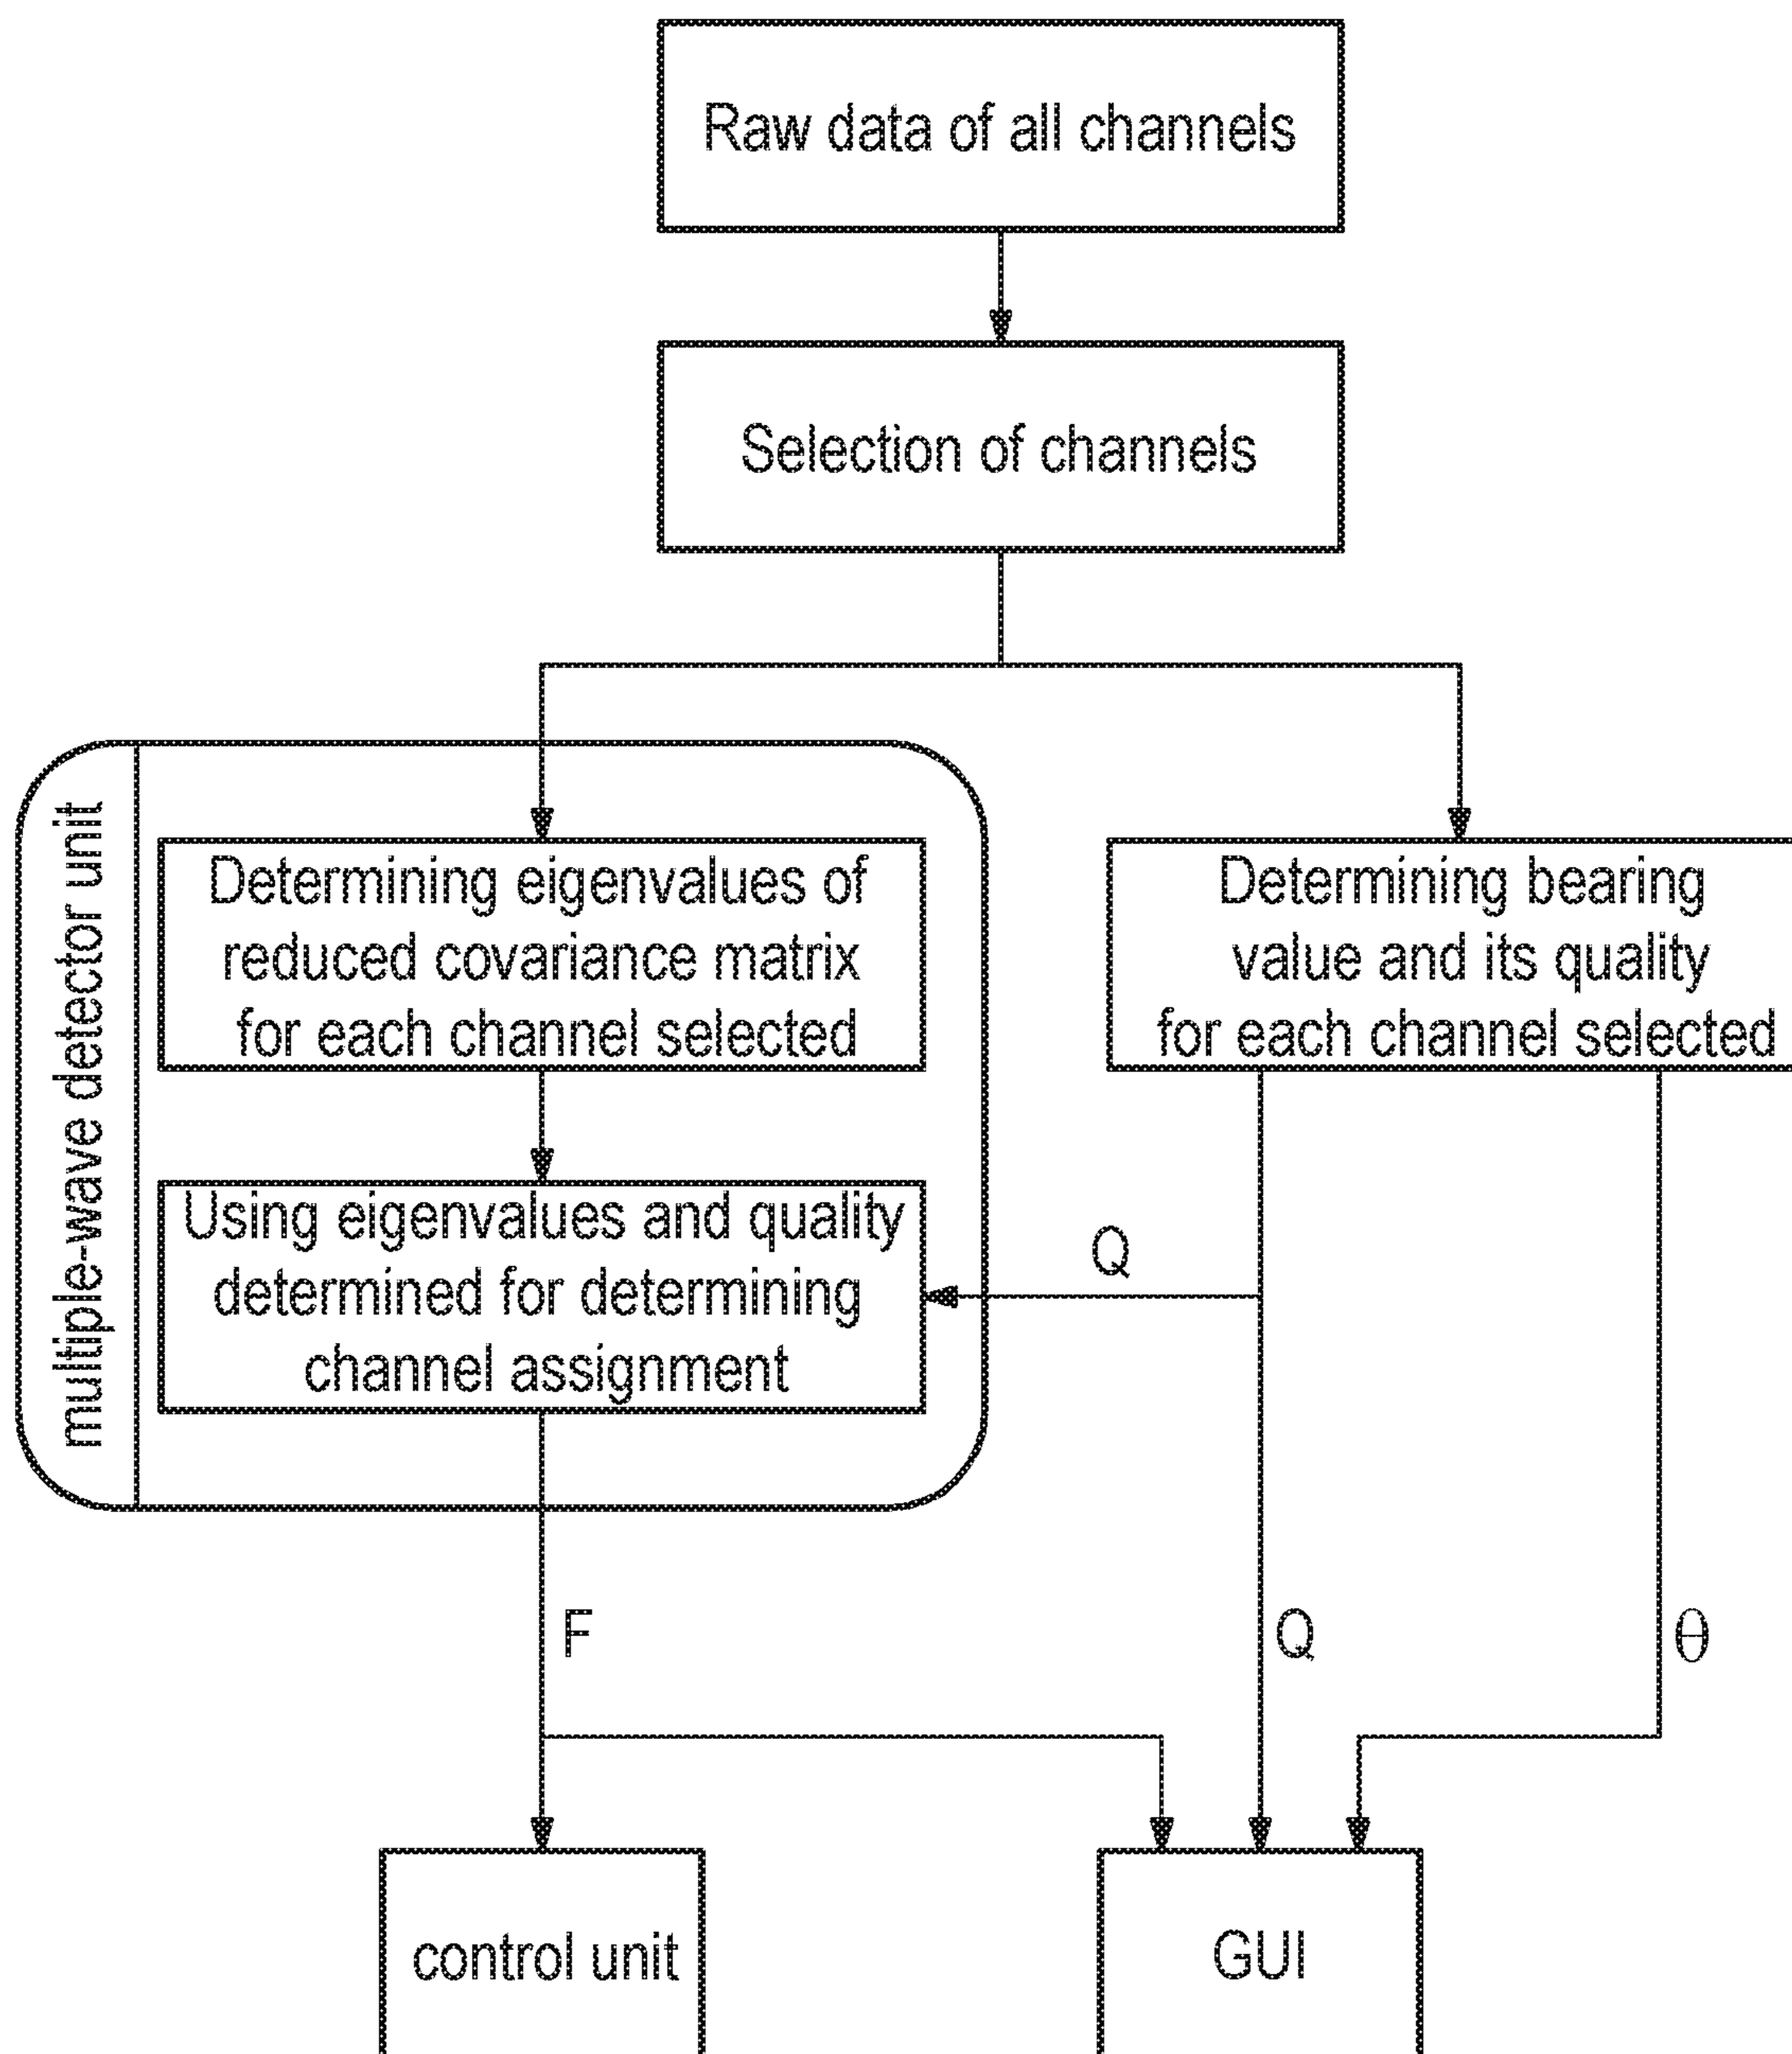 Raw data of all channels
Selection of channels
multiple-wave detector unit
Determining eigenvalues of
reduced covariance matrix
for each channel selected
Determining bearing
value and its quality
for each channel selected
Using eigenvalues and quality
determined for determining
channel assignment
Q
F
Q
θ
control unit
GUI